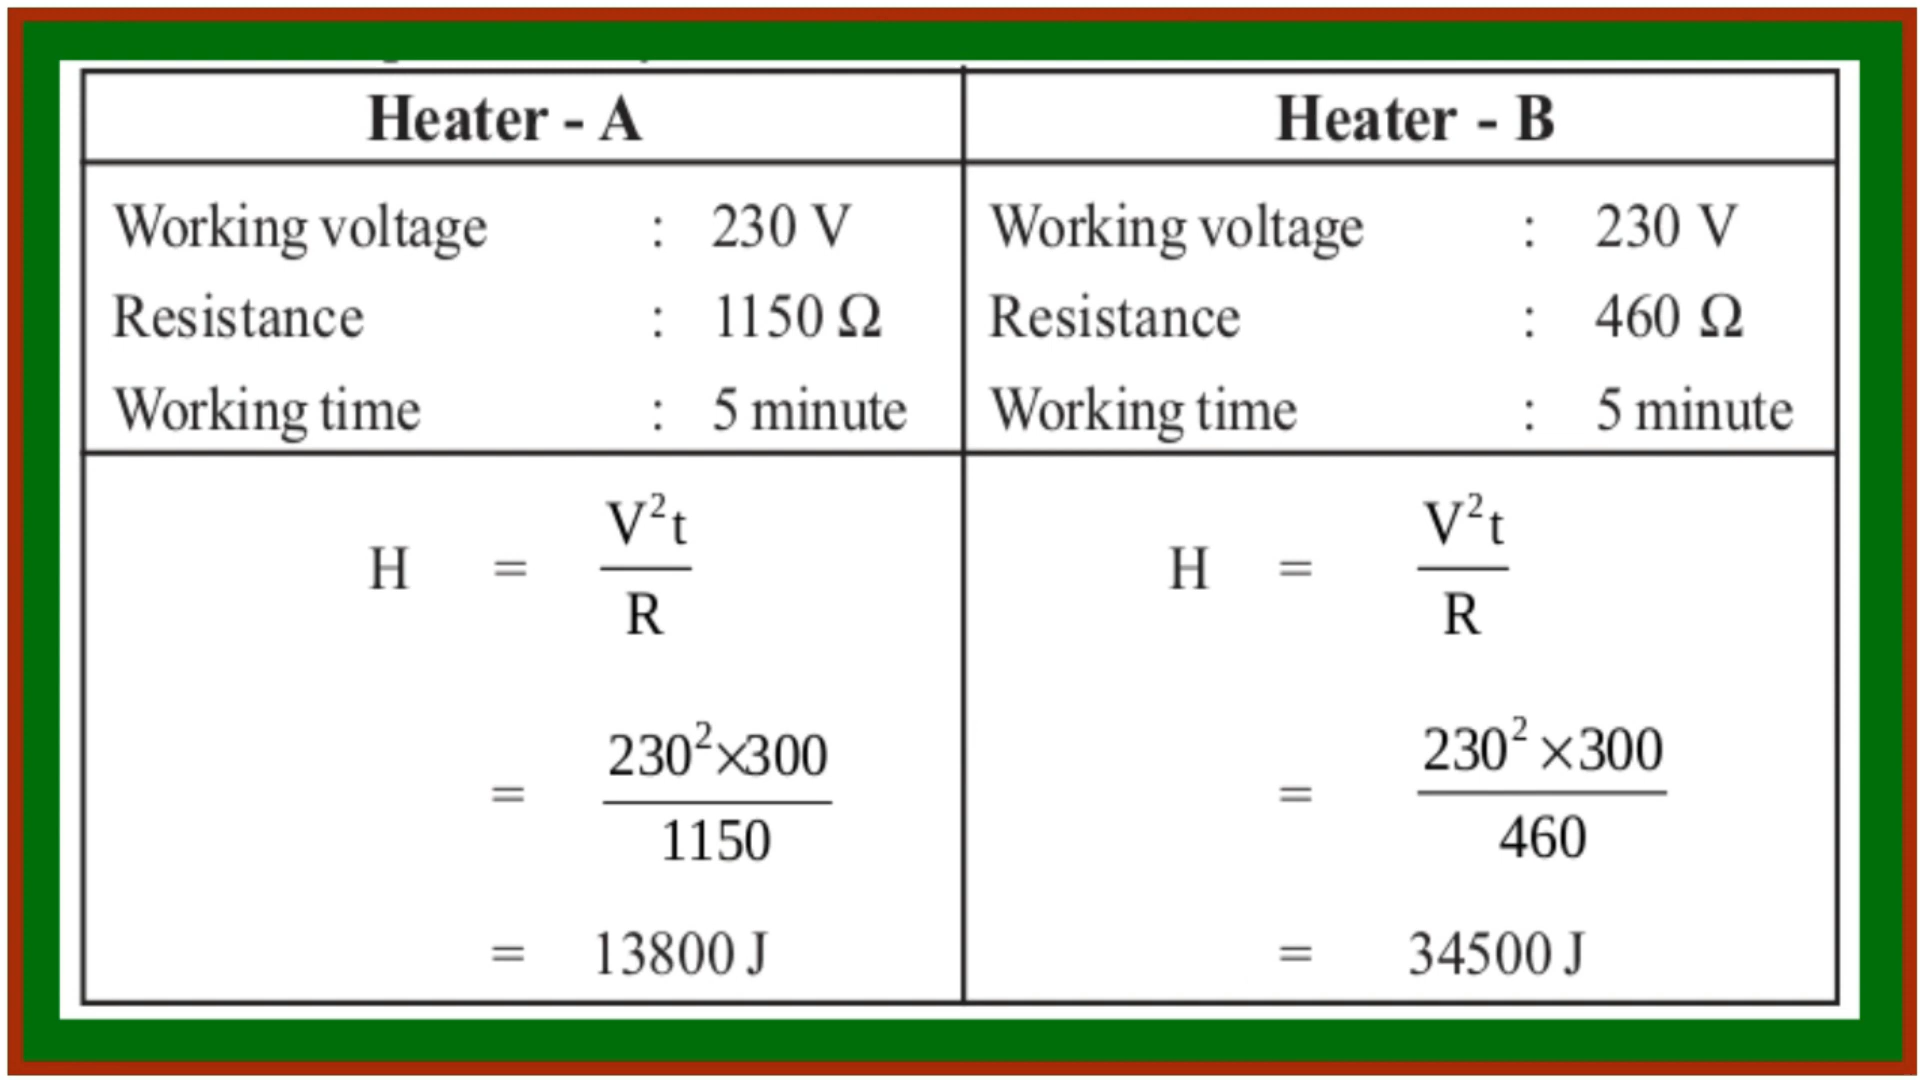 Heater - A
Working voltage : 230 V
Resistance : 1150 Ω
Working time : 5 minute
H = V²t / R
= 230²×300 / 1150
= 13800 J
Heater - B
Working voltage : 230 V
Resistance : 460 Ω
Working time : 5 minute
H = V²t / R
= 230² ×300 / 460
= 34500 J